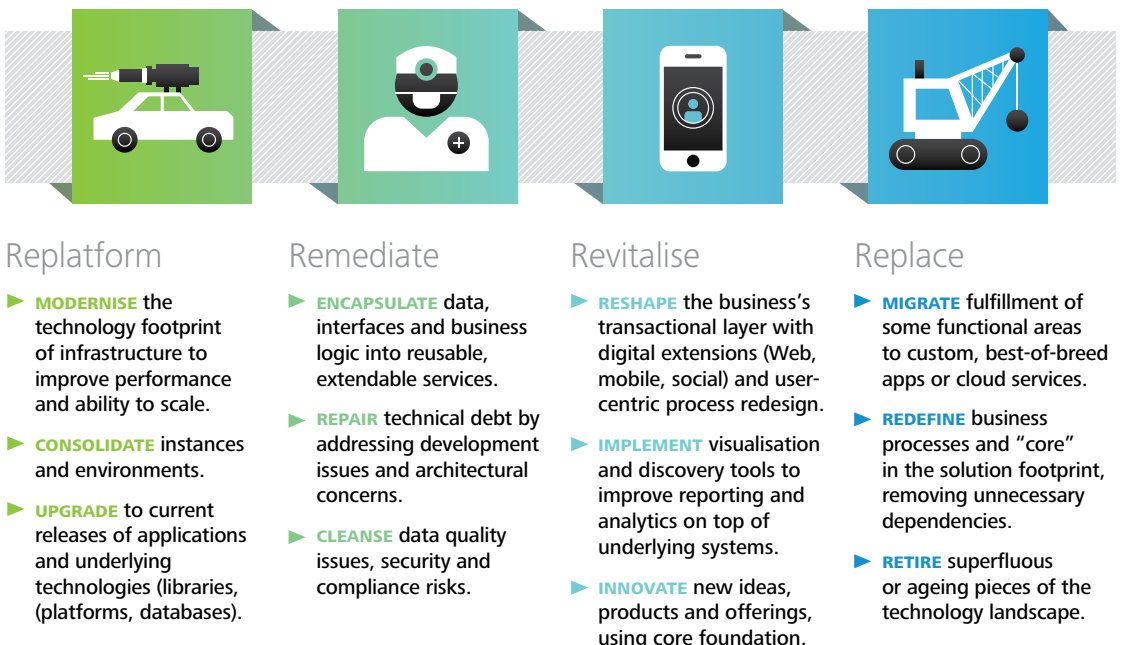 Replatform
MODERNISE the
technology footprint
of infrastructure to
improve performance
and ability to scale.
CONSOLIDATE instances
and environments.
UPGRADE to current
releases of applications
and underlying
technologies (libraries,
(platforms, databases).
Remediate
ENCAPSULATE data,
interfaces and business
logic into reusable,
extendable services.
REPAIR technical debt by
addressing development
issues and architectural
concerns.
CLEANSE data quality
issues, security and
compliance risks.
Revitalise
RESHAPE the business’s
transactional layer with
digital extensions (Web,
mobile, social) and user-
centric process redesign.
IMPLEMENT visualisation
and discovery tools to
improve reporting and
analytics on top of
underlying systems.
INNOVATE new ideas,
products and offerings,
using core foundation.
Replace
MIGRATE fulfillment of
some functional areas
to custom, best-of-breed
apps or cloud services.
REDEFINE business
processes and “core”
in the solution footprint,
removing unnecessary
dependencies.
RETIRE superfluous
or ageing pieces of the
technology landscape.